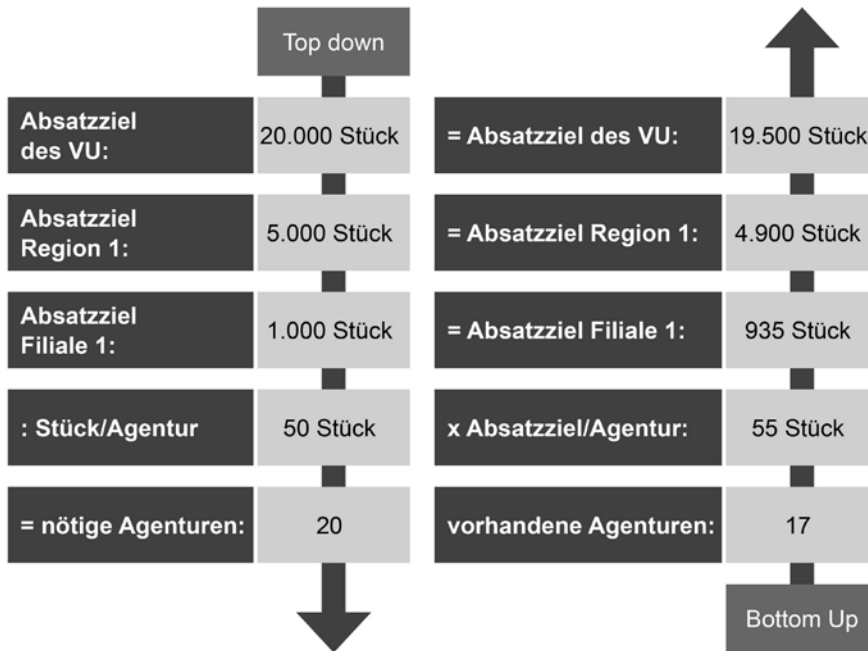 Top down
Absatzziel
des VU:
20.000 Stück
Absatzziel
Region 1:
5.000 Stück
Absatzziel
Filiale 1:
1.000 Stück
: Stück/Agentur
50 Stück
= nötige Agenturen:
20
= Absatzziel des VU:
19.500 Stück
= Absatzziel Region 1:
4.900 Stück
= Absatzziel Filiale 1:
935 Stück
x Absatzziel/Agentur:
55 Stück
vorhandene Agenturen:
17
Bottom Up